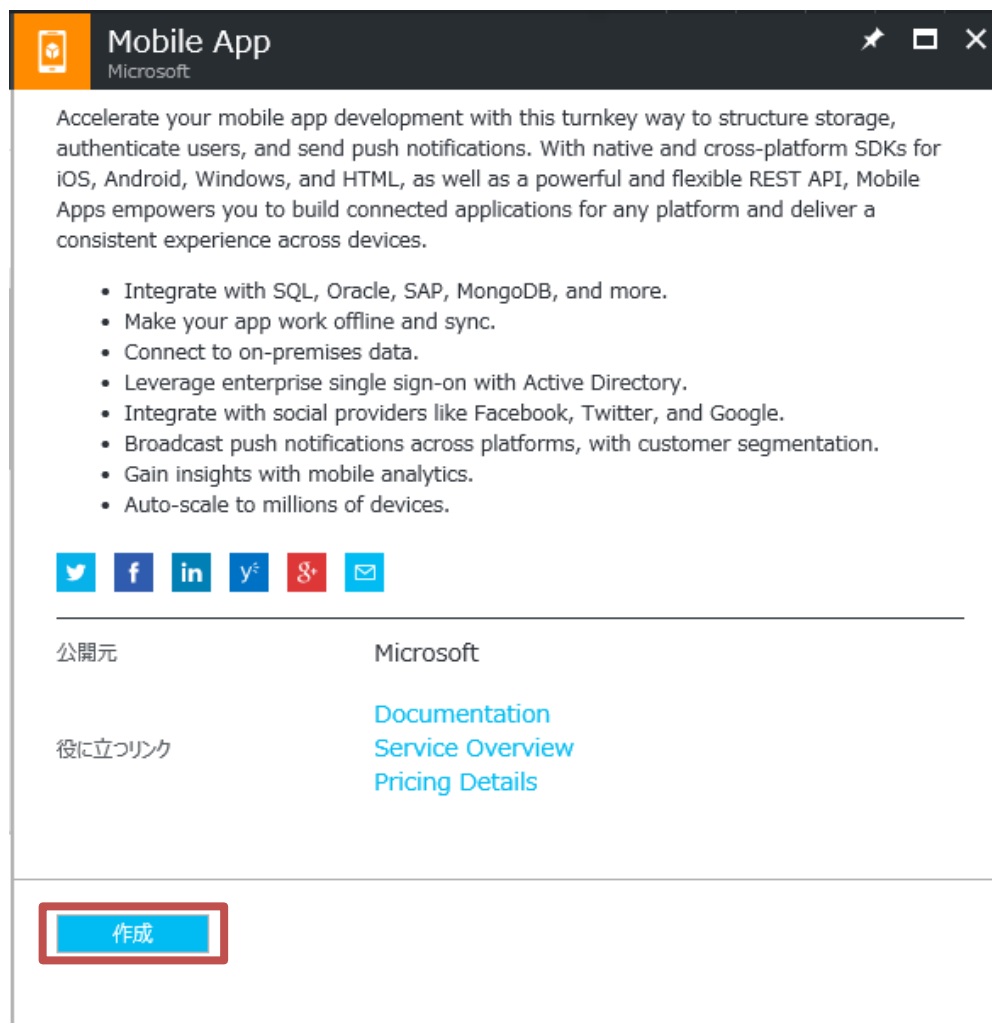 Mobile App
Microsoft
Accelerate your mobile app development with this turnkey way to structure storage,
authenticate users, and send push notifications. With native and cross-platform SDKs for
iOS, Android, Windows, and HTML, as well as a powerful and flexible REST API, Mobile
Apps empowers you to build connected applications for any platform and deliver a
consistent experience across devices.
• Integrate with SQL, Oracle, SAP, MongoDB, and more.
• Make your app work offline and sync.
• Connect to on-premises data.
• Leverage enterprise single sign-on with Active Directory.
• Integrate with social providers like Facebook, Twitter, and Google.
• Broadcast push notifications across platforms, with customer segmentation.
• Gain insights with mobile analytics.
• Auto-scale to millions of devices.
f in y 8+
公開元 Microsoft
Documentation
役に立つリンク Service Overview
Pricing Details
作成